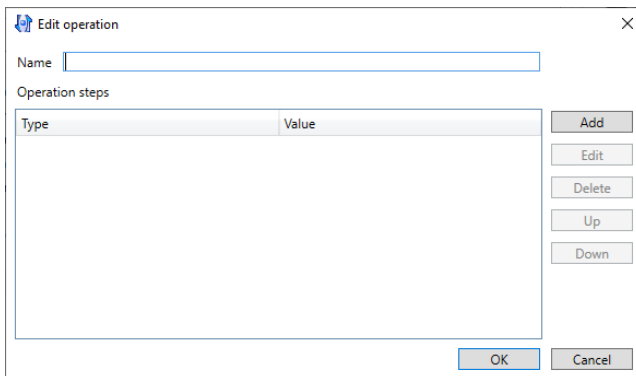 Edit operation
Name
Operation steps
Type Value
Add
Edit
Delete
Up
Down
OK Cancel